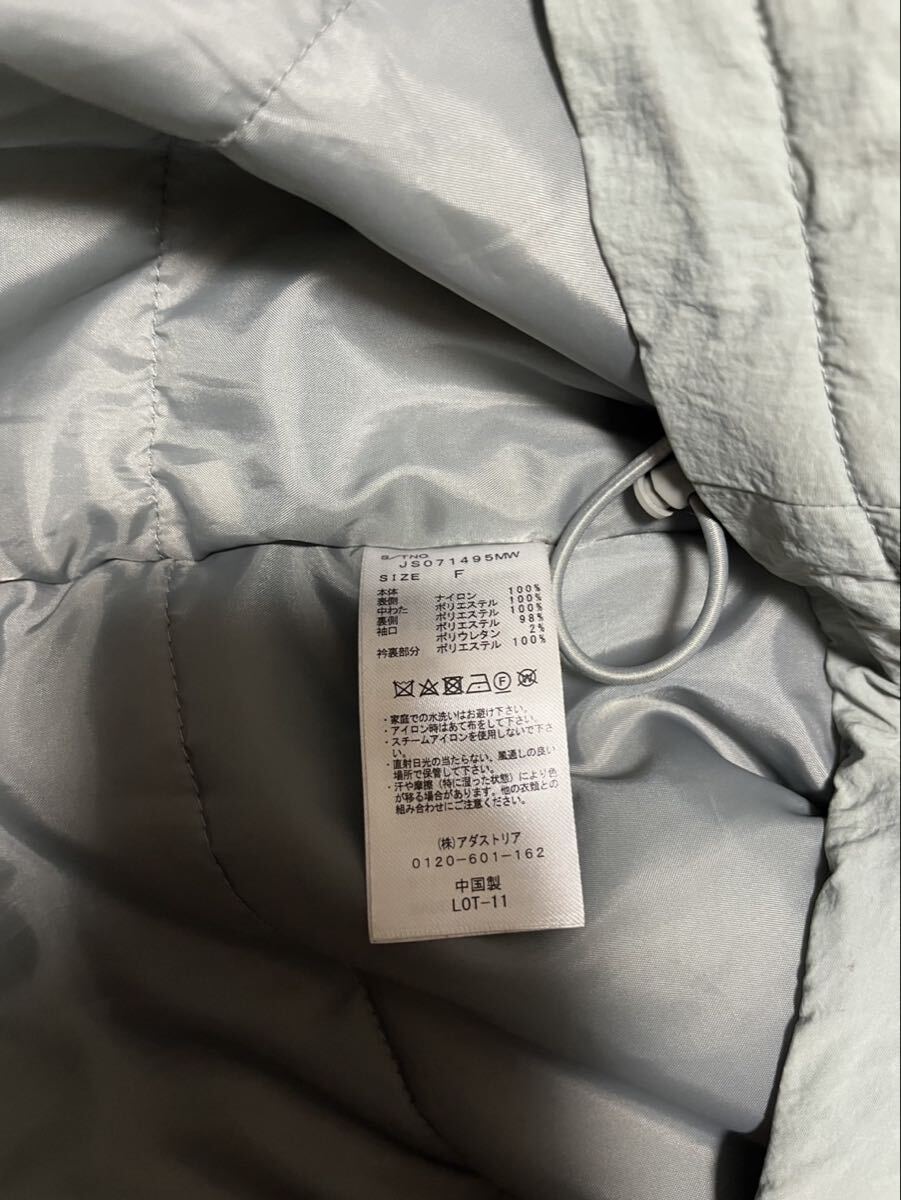 S/TNO
JS071495MW
SIZE F
本体
表側 ナイロン 100%
中わた ポリエステル 100%
裏側 ポリエステル 100%
袖口 ポリエステル 98%
ポリウレタン 2%
衿裏部分 ポリエステル 100%
・家庭での水洗いはお避け下さい。
・アイロン時はあて布をして下さい。
・スチームアイロンを使用しないで下さ
い。
・直射日光の当たらない、風通しの良い
場所で保管して下さい。
・汗や摩擦(特に湿った状態)により色
が移る場合があります。他の衣類との
組み合わせにご注意ください。
(株)アダストリア
0120-601-162
中国製
LOT-11